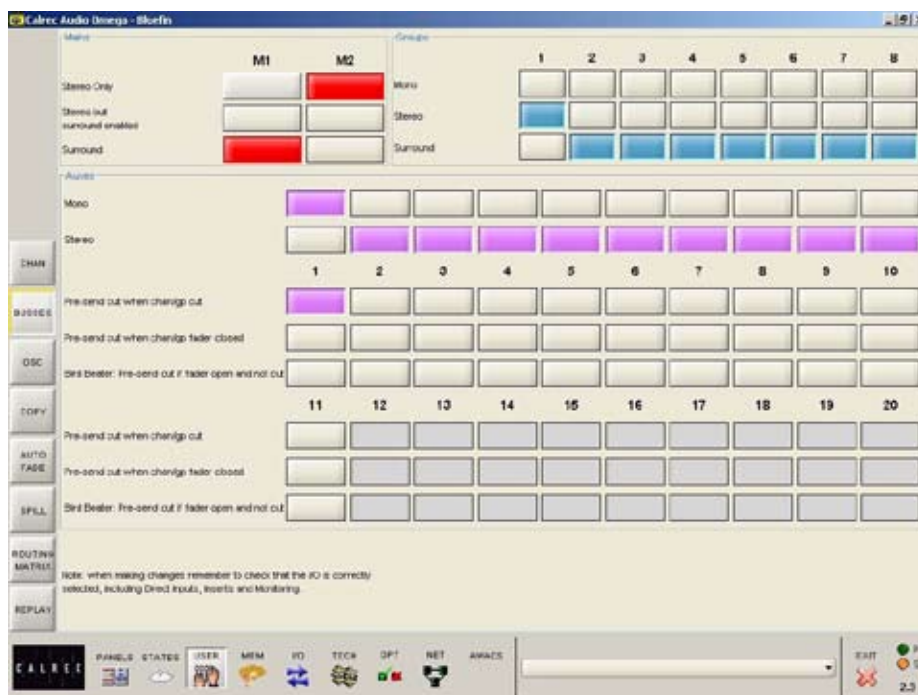 Calrec Audio Omega - Bluefin
Mains
Groups
M1 M2
1 2 3 4 5 6 7 8
Stereo Only
Mono
Stereo but
surround enabled
Stereo
Surround
Surround
Auxes
Mono
Stereo
1 2 3 4 5 6 7 8 9 10
Pre-send cut when chan/gp cut
Pre-send cut when chan/gp fader closed
Bird Beater: Pre-send cut if fader open and not cut
11 12 13 14 15 16 17 18 19 20
Pre-send cut when chan/gp cut
Pre-send cut when chan/gp fader closed
Bird Beater: Pre-send cut if fader open and not cut
CHAN
BUSSES
OSC
COPY
AUTO
FADE
SPILL
ROUTING
MATRIX
REPLAY
Note: when making changes remember to check that the I/O is correctly
selected, including Direct Inputs, Inserts and Monitoring.
CALREC
PANELS STATES USER MEM I/O TECH OPT NET AWACS
EXIT